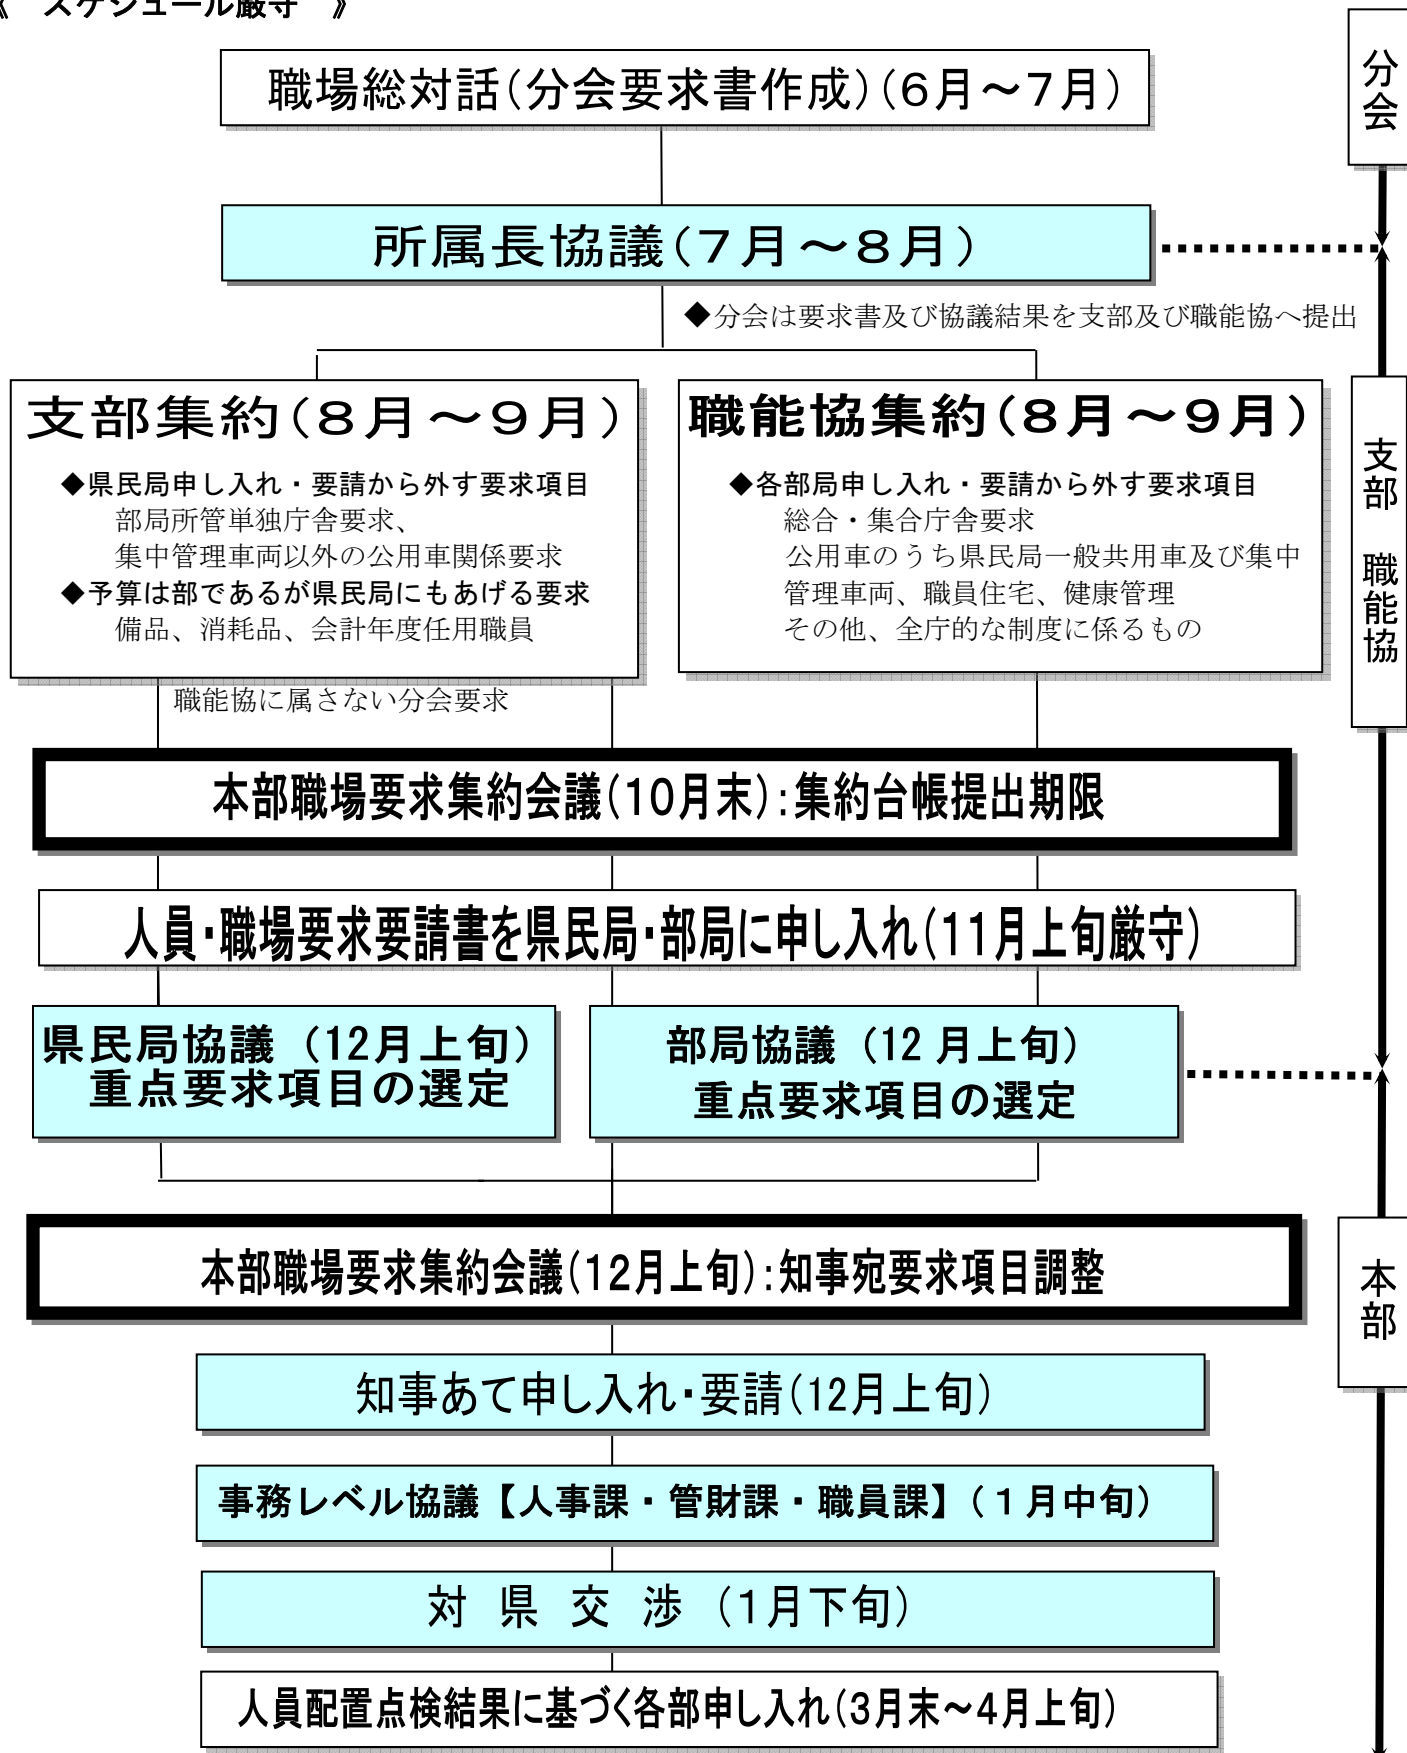 《　スケジュール厳守　》
職場総対話(分会要求書作成)(６月～７月)
所属長協議(７月～８月)
◆分会は要求書及び協議結果を支部及び職能協へ提出
支部集約(８月～９月)
◆県民局申し入れ・要請から外す要求項目
部局所管単独庁舎要求、
集中管理車両以外の公用車関係要求
◆予算は部であるが県民局にもあげる要求
備品、消耗品、会計年度任用職員
職能協集約(８月～９月)
◆各部局申し入れ・要請から外す要求項目
総合・集合庁舎要求
公用車のうち県民局一般共用車及び集中
管理車両、職員住宅、健康管理
その他、全庁的な制度に係るもの
職能協に属さない分会要求
本部職場要求集約会議(10月末):集約台帳提出期限
人員･職場要求要請書を県民局･部局に申し入れ(11月上旬厳守)
県民局協議（12月上旬）
重点要求項目の選定
部局協議（12 月上旬）
重点要求項目の選定
本部職場要求集約会議(12月上旬):知事宛要求項目調整
知事あて申し入れ･要請(12月上旬)
事務レベル協議【人事課・管財課・職員課】(１月中旬)
対　県　交　渉　(１月下旬)
人員配置点検結果に基づく各部申し入れ(３月末～４月上旬)
分会
支部　職能協
本部